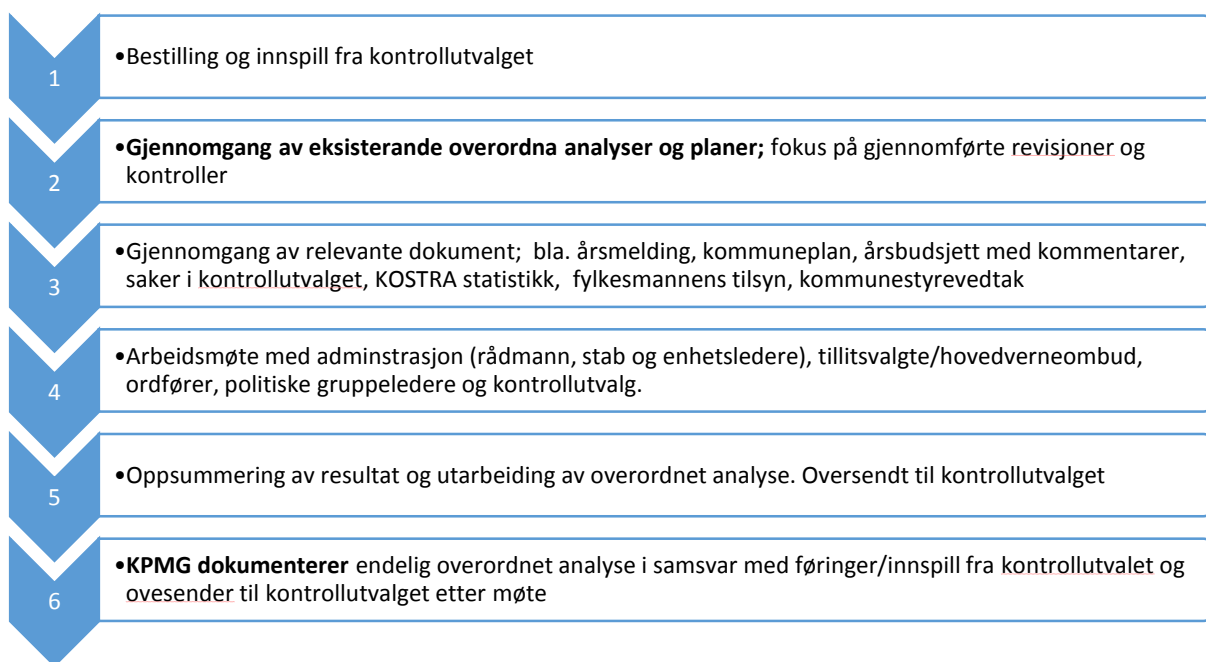 1
•Bestilling og innspill fra kontrollutvalget
2
•Gjennomgang av eksisterande overordna analyser og planer; fokus på gjennomførte revisjoner og
kontroller
3
•Gjennomgang av relevante dokument; bla. årsmelding, kommuneplan, årsbudsjett med kommentarer,
saker i kontrollutvalget, KOSTRA statistikk, fylkesmannens tilsyn, kommunestyrevedtak
4
•Arbeidsmøte med adminstrasjon (rådmann, stab og enhetsledere), tillitsvalgte/hovedverneombud,
ordfører, politiske gruppeledere og kontrollutvalg.
5
•Oppsummering av resultat og utarbeiding av overordnet analyse. Oversendt til kontrollutvalget
6
•KPMG dokumenterer endelig overordnet analyse i samsvar med føringer/innspill fra kontrollutvalet og
ovesender til kontrollutvalget etter møte